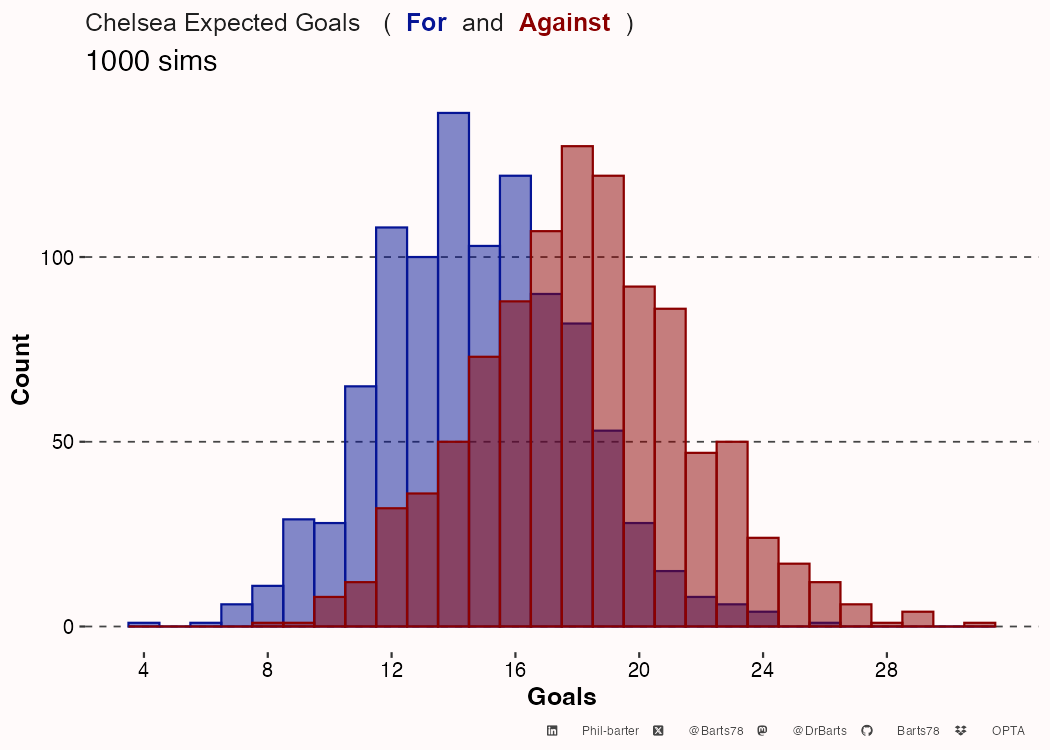 Chelsea Expected Goals ( For and Against )
1000 sims
100
50
0
Count
4 8 12 16 20 24 28
Goals
Phil-barter @Barts78 @DrBarts Barts78 OPTA